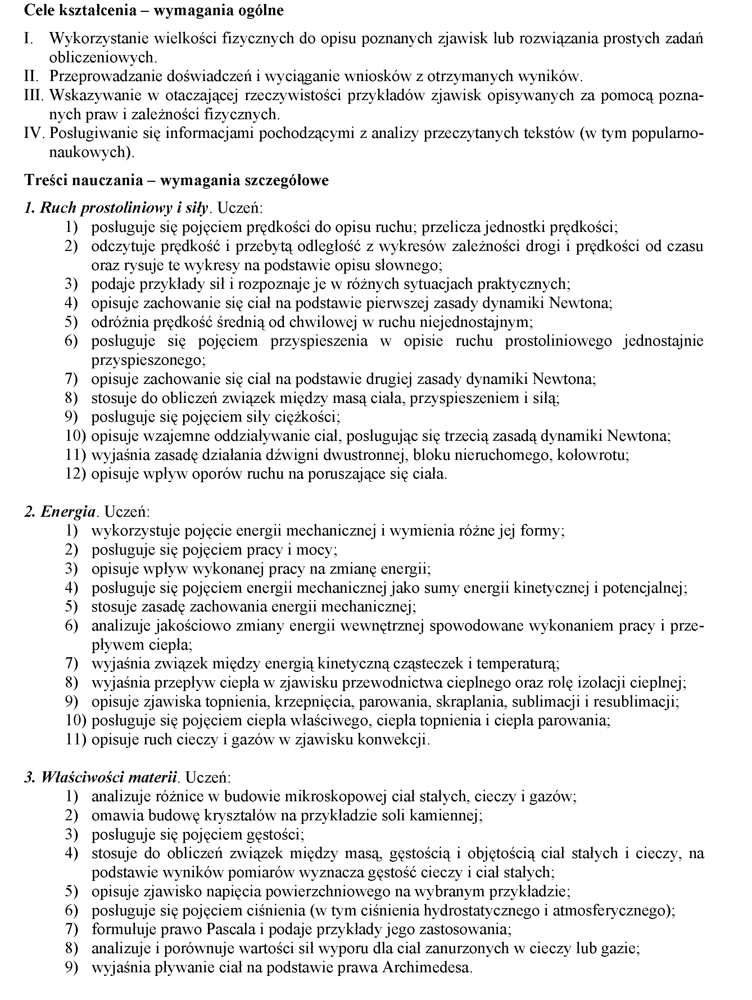 Cele kształcenia – wymagania ogólne
I. Wykorzystanie wielkości fizycznych do opisu poznanych zjawisk lub rozwiązania prostych zadań
obliczeniowych.
II. Przeprowadzanie doświadczeń i wyciąganie wniosków z otrzymanych wyników.
III. Wskazywanie w otaczającej rzeczywistości przykładów zjawisk opisywanych za pomocą pozna-
nych praw i zależności fizycznych.
IV. Posługiwanie się informacjami pochodzącymi z analizy przeczytanych tekstów (w tym popularno-
naukowych).
Treści nauczania – wymagania szczegółowe
1. Ruch prostoliniowy i siły. Uczeń:
1) posługuje się pojęciem prędkości do opisu ruchu; przelicza jednostki prędkości;
2) odczytuje prędkość i przebytą odległość z wykresów zależności drogi i prędkości od czasu
oraz rysuje te wykresy na podstawie opisu słownego;
3) podaje przykłady sił i rozpoznaje je w różnych sytuacjach praktycznych;
4) opisuje zachowanie się ciał na podstawie pierwszej zasady dynamiki Newtona;
5) odróżnia prędkość średnią od chwilowej w ruchu niejednostajnym;
6) posługuje się pojęciem przyspieszenia w opisie ruchu prostoliniowego jednostajnie
przyspieszonego;
7) opisuje zachowanie się ciał na podstawie drugiej zasady dynamiki Newtona;
8) stosuje do obliczeń związek między masą ciała, przyspieszeniem i siłą;
9) posługuje się pojęciem siły ciężkości;
10) opisuje wzajemne oddziaływanie ciał, posługując się trzecią zasadą dynamiki Newtona;
11) wyjaśnia zasadę działania dźwigni dwustronnej, bloku nieruchomego, kołowrotu;
12) opisuje wpływ oporów ruchu na poruszające się ciała.
2. Energia. Uczeń:
1) wykorzystuje pojęcie energii mechanicznej i wymienia różne jej formy;
2) posługuje się pojęciem pracy i mocy;
3) opisuje wpływ wykonanej pracy na zmianę energii;
4) posługuje się pojęciem energii mechanicznej jako sumy energii kinetycznej i potencjalnej;
5) stosuje zasadę zachowania energii mechanicznej;
6) analizuje jakościowo zmiany energii wewnętrznej spowodowane wykonaniem pracy i prze-
pływem ciepła;
7) wyjaśnia związek między energią kinetyczną cząsteczek i temperaturą;
8) wyjaśnia przepływ ciepła w zjawisku przewodnictwa cieplnego oraz rolę izolacji cieplnej;
9) opisuje zjawiska topnienia, krzepnięcia, parowania, skraplania, sublimacji i resublimacji;
10) posługuje się pojęciem ciepła właściwego, ciepła topnienia i ciepła parowania;
11) opisuje ruch cieczy i gazów w zjawisku konwekcji.
3. Właściwości materii. Uczeń:
1) analizuje różnice w budowie mikroskopowej ciał stałych, cieczy i gazów;
2) omawia budowę kryształów na przykładzie soli kamiennej;
3) posługuje się pojęciem gęstości;
4) stosuje do obliczeń związek między masą, gęstością i objętością ciał stałych i cieczy, na
podstawie wyników pomiarów wyznacza gęstość cieczy i ciał stałych;
5) opisuje zjawisko napięcia powierzchniowego na wybranym przykładzie;
6) posługuje się pojęciem ciśnienia (w tym ciśnienia hydrostatycznego i atmosferycznego);
7) formułuje prawo Pascala i podaje przykłady jego zastosowania;
8) analizuje i porównuje wartości sił wyporu dla ciał zanurzonych w cieczy lub gazie;
9) wyjaśnia pływanie ciał na podstawie prawa Archimedesa.